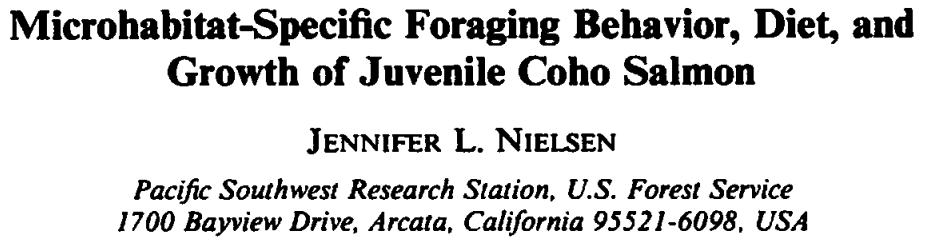 Microhabitat-Specific Foraging Behavior, Diet, and
Growth of Juvenile Coho Salmon
JENNIFER L. NIELSEN
Pacific Southwest Research Station, U.S. Forest Service
1700 Bayview Drive, Arcata, California 95521-6098, USA